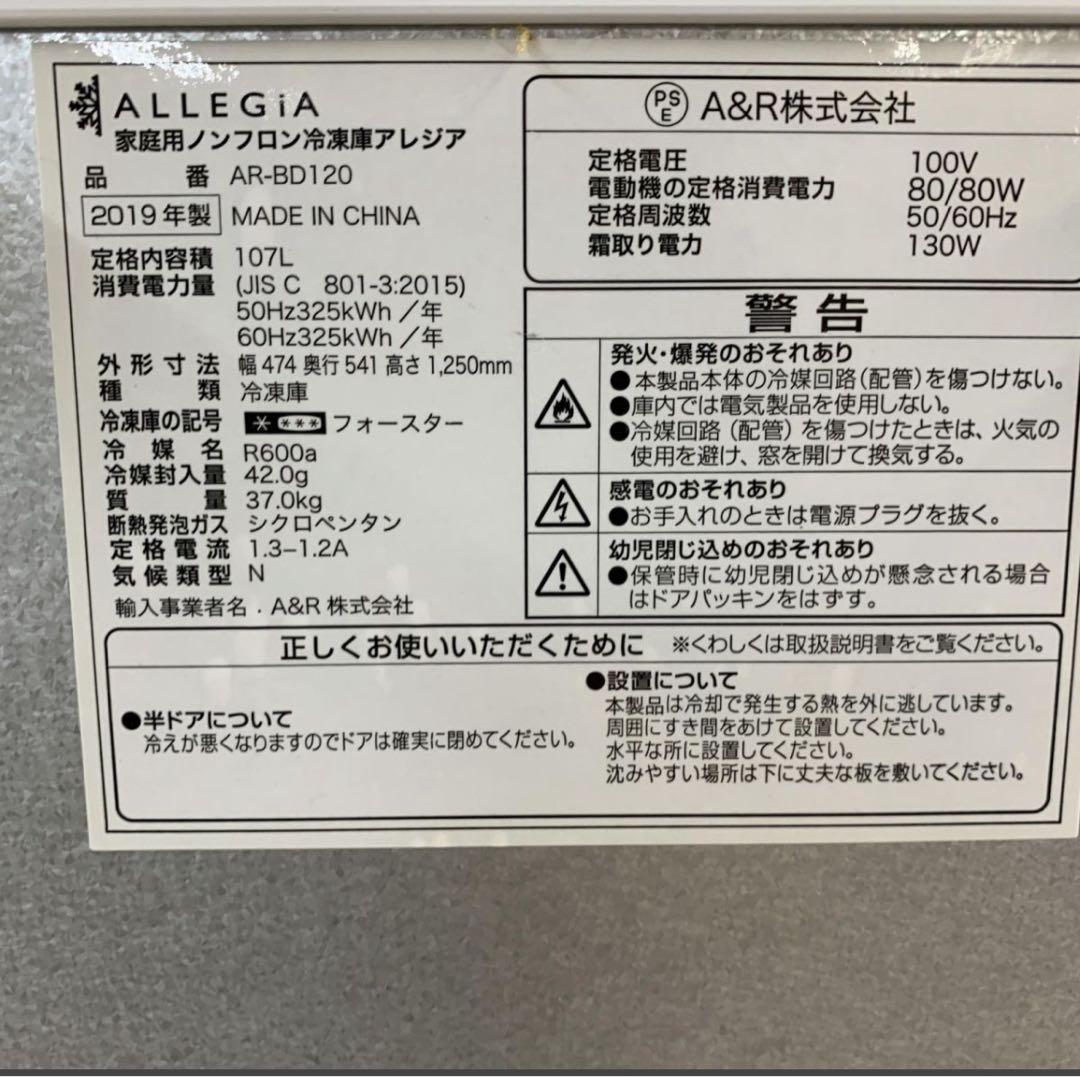 ALLEGiA
家庭用ノンフロン冷凍庫アレジア
品 番 AR-BD120
2019年製 MADE IN CHINA
定格内容積 107L
消費電力量 (JIS C 801-3:2015)
50Hz325kWh／年
60Hz325kWh／年
外形寸法 幅474 奥行541 高さ1,250mm
種 類 冷凍庫
冷凍庫の記号 * *** フォースター
冷媒名 R600a
冷媒封入量 42.0g
質 量 37.0kg
断熱発泡ガス シクロペンタン
定格電流 1.3-1.2A
気候類型 N
輸入事業者名．A&R株式会社
PSE A&R株式会社
定格電圧 100V
電動機の定格消費電力 80/80W
定格周波数 50/60Hz
霜取り電力 130W
警告
発火・爆発のおそれあり
●本製品本体の冷媒回路（配管）を傷つけない。
●庫内では電気製品を使用しない。
●冷媒回路（配管）を傷つけたときは、火気の
使用を避け、窓を開けて換気する。
感電のおそれあり
●お手入れのときは電源プラグを抜く。
幼児閉じ込めのおそれあり
●保管時に幼児閉じ込めが懸念される場合
はドアパッキンをはずす。
正しくお使いいただくために ※くわしくは取扱説明書をご覧ください。
●半ドアについて
冷えが悪くなりますのでドアは確実に閉めてください。
●設置について
本製品は冷却で発生する熱を外に逃しています。
周囲にすき間をあけて設置してください。
水平な所に設置してください。
沈みやすい場所は下に丈夫な板を敷いてください。